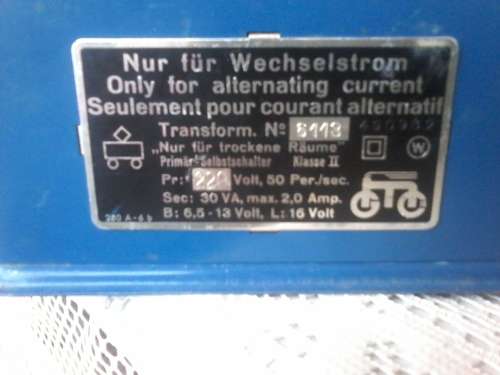 Nur für Wechselstrom
Only for alternating current
Seulement pour courant alternatif
Transform. Nº 6113
„Nur für trockene Räume"
Primär-Selbstschalter Klasse II
Pr: 220 Volt, 50 Per./sec.
Sec: 30 VA, max. 2,0 Amp.
280 A-6 b B: 6,5-13 Volt, L: 16 Volt
W